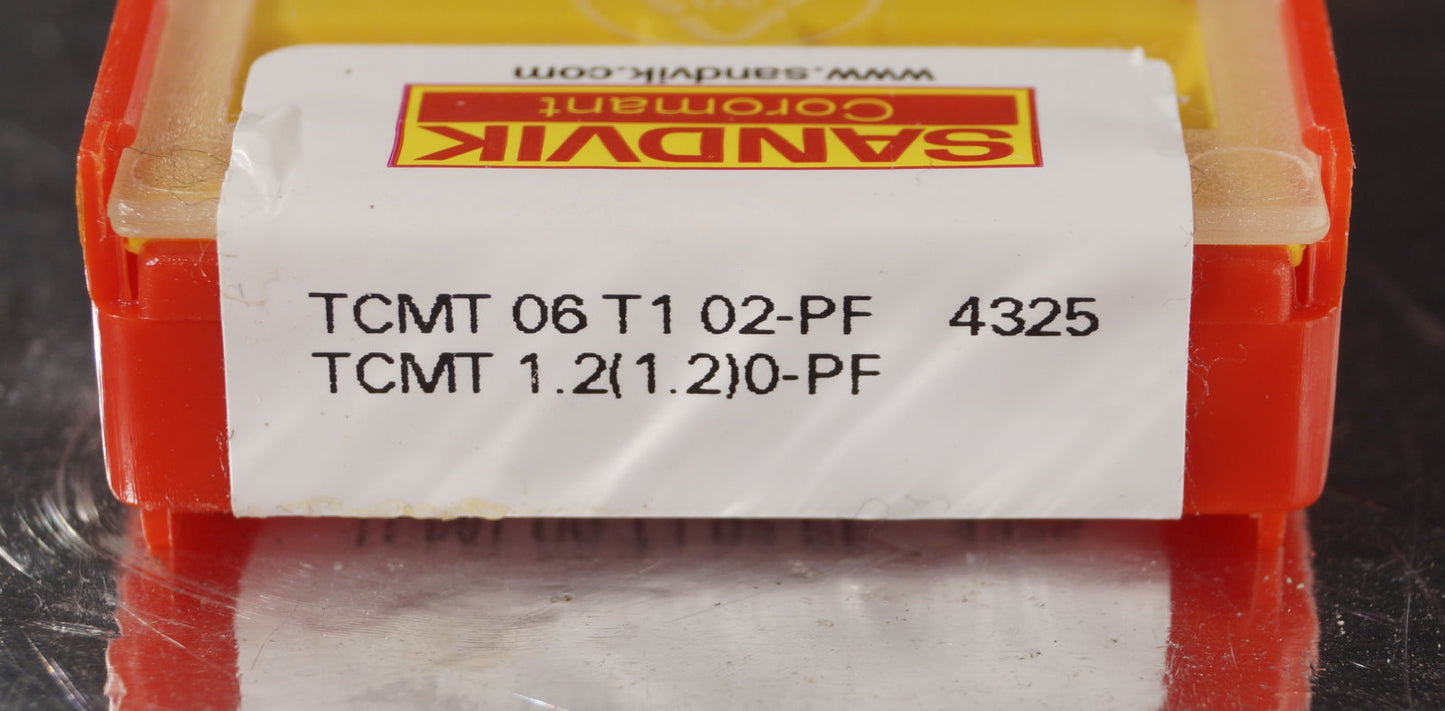 www.sandvik.com
Coromant
SANDVIK
TCMT 06 T1 02-PF 4325
TCMT 1.2(1.2)0-PF